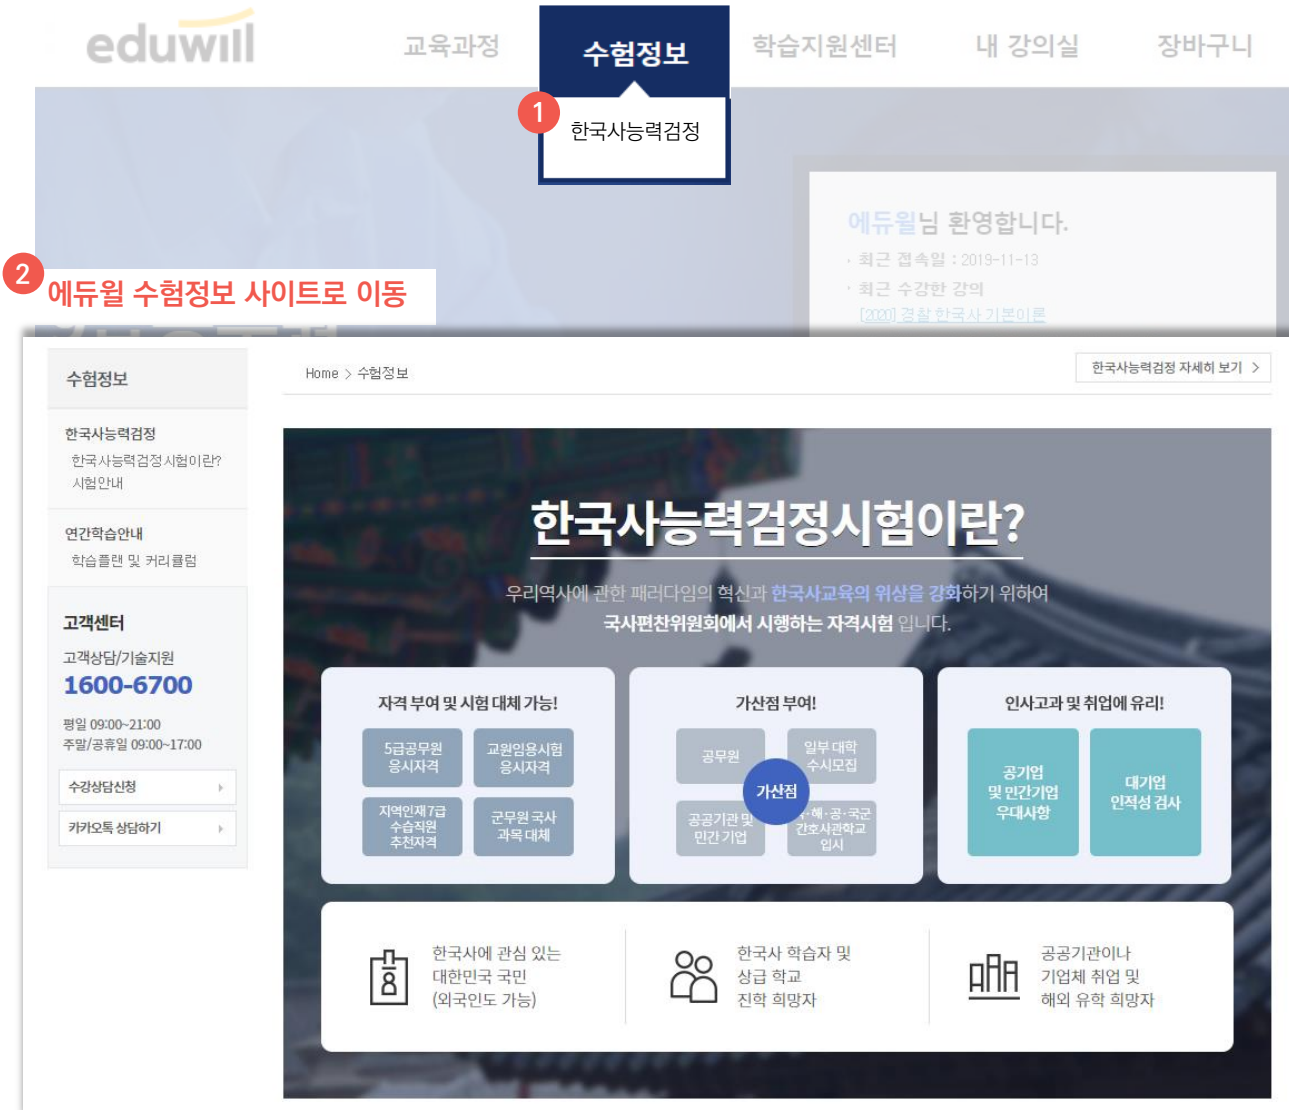 eduwill
교육과정
수험정보
학습지원센터
내 강의실
장바구니
1
한국사능력검정
에듀윌님 환영합니다.
· 최근 접속일 : 2019-11-13
· 최근 수강한 강의
[2020] 경찰 한국사 기본이론
2
에듀윌 수험정보 사이트로 이동
수험정보
한국사능력검정
한국사능력검정시험이란?
시험안내
연간학습안내
학습플랜 및 커리큘럼
고객센터
고객상담/기술지원
1600-6700
평일 09:00~21:00
주말/공휴일 09:00~17:00
수강상담신청
카카오톡 상담하기
Home > 수험정보
한국사능력검정 자세히 보기 >
한국사능력검정시험이란?
우리역사에 관한 패러다임의 혁신과 한국사교육의 위상을 강화하기 위하여
국사편찬위원회에서 시행하는 자격시험 입니다.
자격 부여 및 시험 대체 가능!
5급공무원
응시자격
교원임용시험
응시자격
지역인재 7급
수습직원
추천자격
군무원 국사
과목 대체
가산점 부여!
공무원
일부 대학
수시모집
가산점
공공기관 및
민간 기업
·해·공·국군
간호사관학교
입시
인사고과 및 취업에 유리!
공기업
및 민간기업
우대사항
대기업
인적성 검사
한국사에 관심 있는
대한민국 국민
(외국인도 가능)
한국사 학습자 및
상급 학교
진학 희망자
공공기관이나
기업체 취업 및
해외 유학 희망자